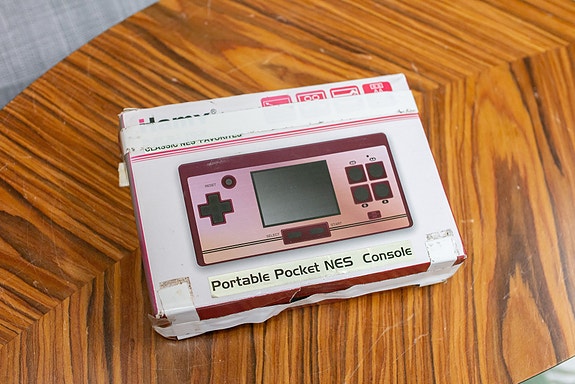 CLASSIC NES FAVORITES
RESET
SELECT
START
Portable Pocket NES Console